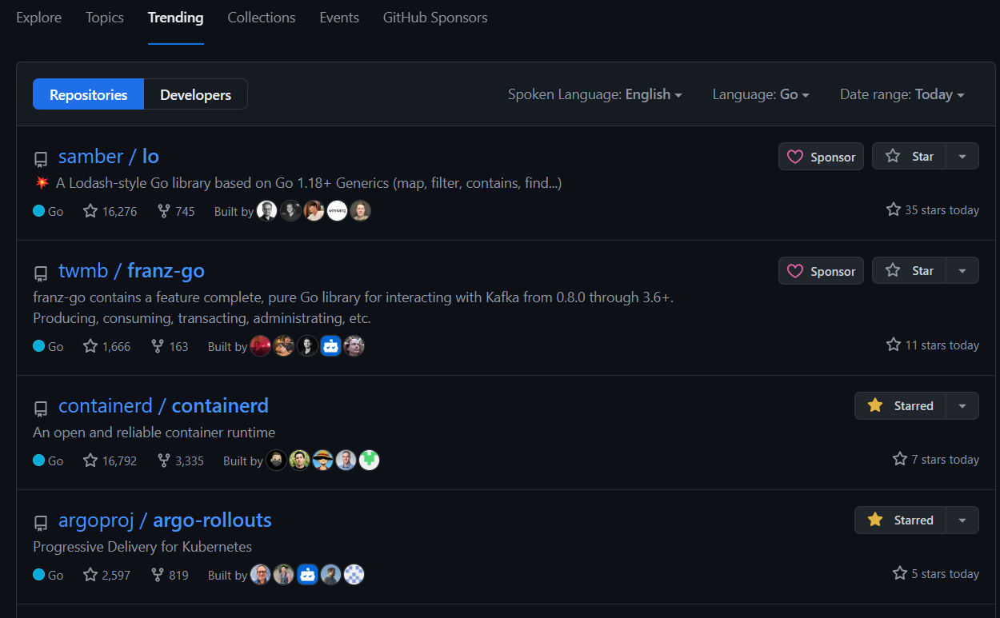 Explore Topics Trending Collections Events GitHub Sponsors
Repositories Developers Spoken Language: English Language: Go Date range: Today
samber / lo Sponsor Star
A Lodash-style Go library based on Go 1.18+ Generics (map, filter, contains, find...)
Go 16,276 745 Built by wimkang 35 stars today
twmb / franz-go Sponsor Star
franz-go contains a feature complete, pure Go library for interacting with Kafka from 0.8.0 through 3.6+.
Producing, consuming, transacting, administrating, etc.
Go 1,666 163 Built by 11 stars today
containerd / containerd Starred
An open and reliable container runtime
Go 16,792 3,335 Built by 7 stars today
argoproj / argo-rollouts Starred
Progressive Delivery for Kubernetes
Go 2,597 819 Built by 5 stars today